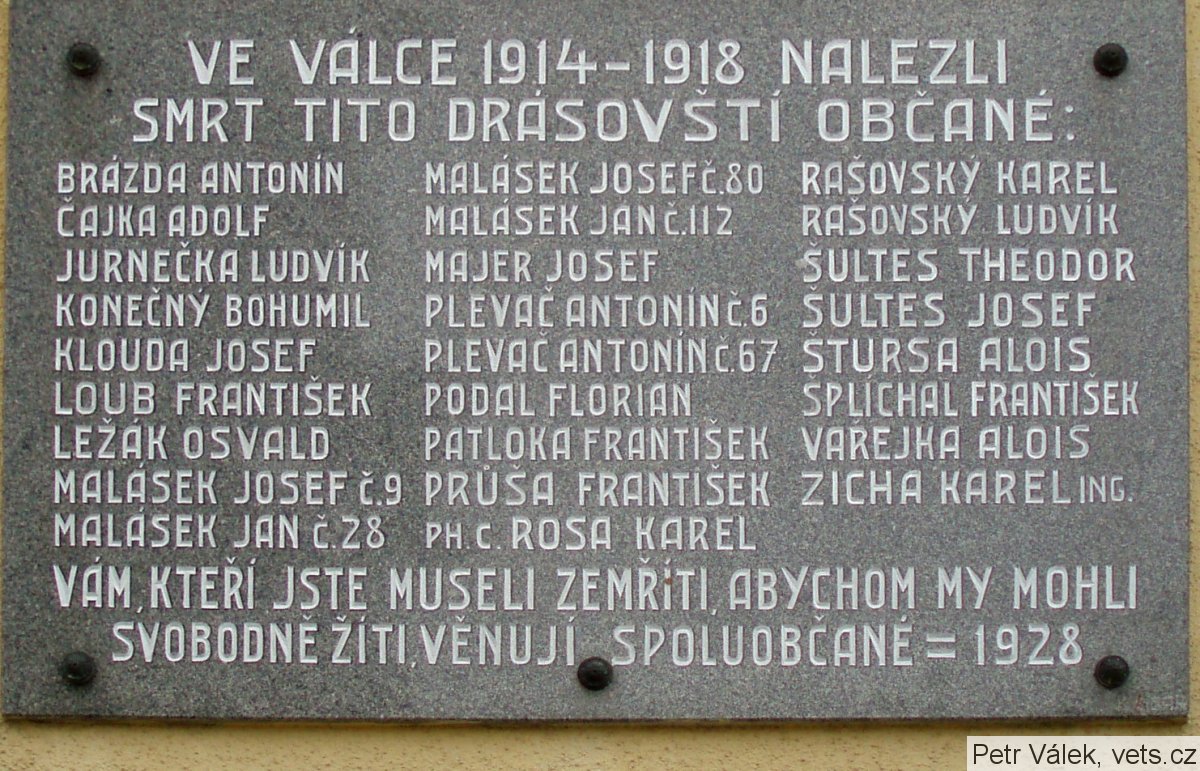 VE VÁLCE 1914-1918 NALEZLI
SMRT TITO DRÁSOVŠTÍ OBČANÉ:
BRÁZDA ANTONÍN
ČAJKA ADOLF
JURNEČKA LUDVÍK
KONEČNÝ BOHUMIL
KLOUDA JOSEF
LOUB FRANTIŠEK
LEŽÁK OSVALD
MALÁSEK JOSEF č.9
MALÁSEK JAN č.28
MALÁSEK JOSEF č.80
MALÁSEK JAN č.112
MAJER JOSEF
PLEVAČ ANTONÍN č.6
PLEVAČ ANTONÍN č.67
PODAL FLORIAN
PATLOKA FRANTIŠEK
PRŮŠA FRANTIŠEK
PH. C. ROSA KAREL
RAŠOVSKÝ KAREL
RAŠOVSKÝ LUDVÍK
ŠULTES THEODOR
ŠULTES JOSEF
ŠTURSA ALOIS
ŠPLÍCHAL FRANTIŠEK
VAŘEJKA ALOIS
ZICHA KAREL ING.
VÁM, KTEŘÍ JSTE MUSELI ZEMŘÍTI, ABYCHOM MY MOHLI
SVOBODNĚ ŽÍTI, VĚNUJÍ SPOLUOBČANÉ = 1928
Petr Válek, vets.cz